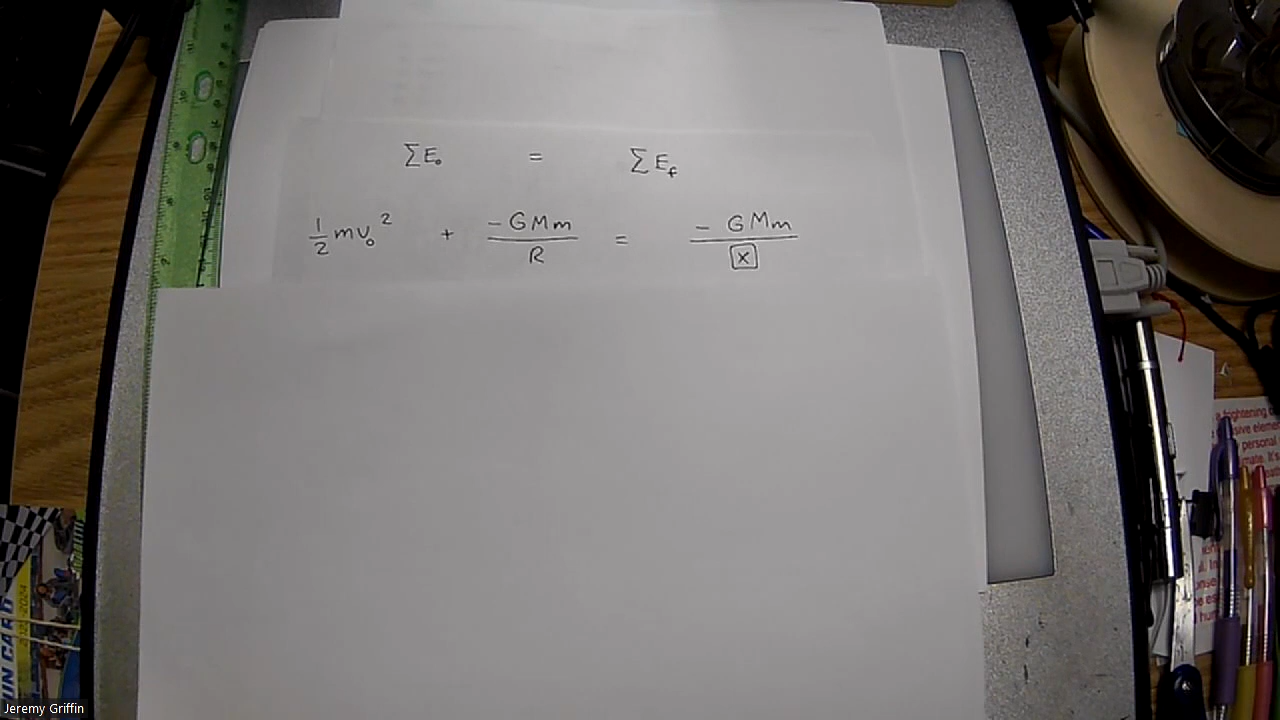 ΣE₀ = ΣE_f
½mv₀² + −GMm/R = −GMm/x
Jeremy Griffin